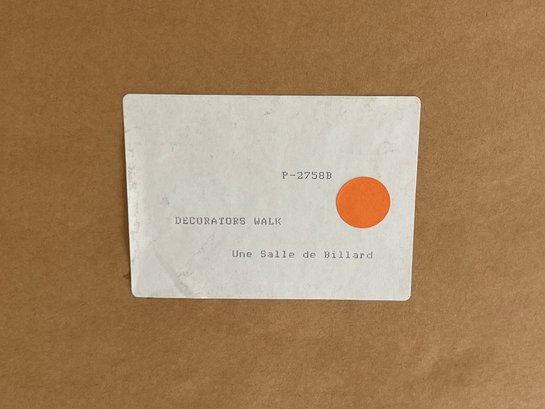 P-2758B
DECORATORS WALK
Une Salle de Billard